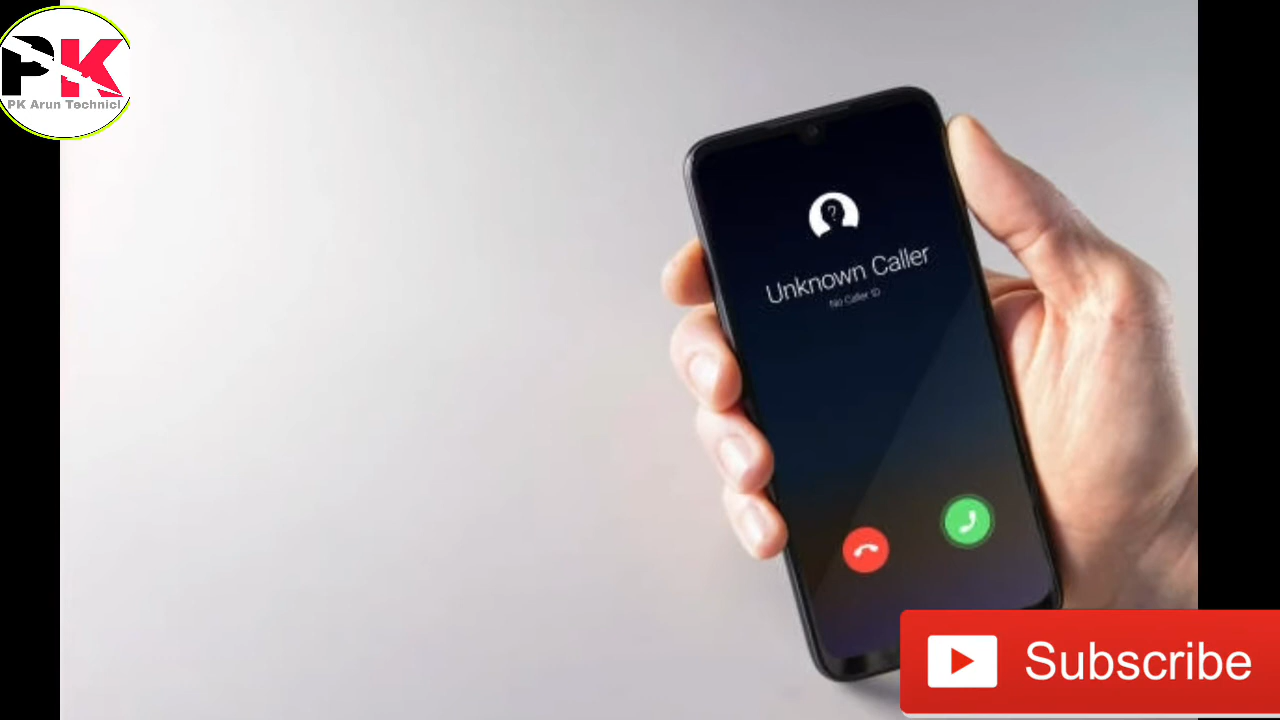 PK
PK Arun Technicl
?
Unknown Caller
No Caller ID
Subscribe